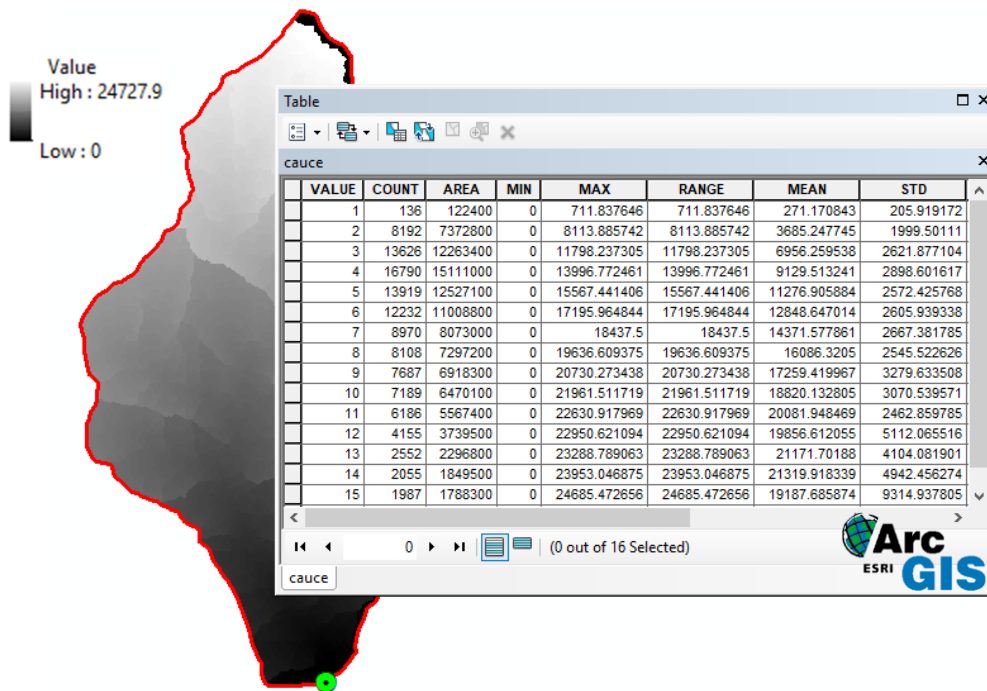 Value
High : 24727.9
Low : 0
Table
cauce
VALUE COUNT AREA MIN MAX RANGE MEAN STD
1 136 122400 0 711.837646 711.837646 271.170843 205.919172
2 8192 7372800 0 8113.885742 8113.885742 3685.247745 1999.50111
3 13626 12263400 0 11798.237305 11798.237305 6956.259538 2621.877104
4 16790 15111000 0 13996.772461 13996.772461 9129.513241 2898.601617
5 13919 12527100 0 15567.441406 15567.441406 11276.905884 2572.425768
6 12232 11008800 0 17195.964844 17195.964844 12848.647014 2605.939338
7 8970 8073000 0 18437.5 18437.5 14371.577861 2667.381785
8 8108 7297200 0 19636.609375 19636.609375 16086.3205 2545.522626
9 7687 6918300 0 20730.273438 20730.273438 17259.419967 3279.633508
10 7189 6470100 0 21961.511719 21961.511719 18820.132805 3070.539571
11 6186 5567400 0 22630.917969 22630.917969 20081.948469 2462.859785
12 4155 3739500 0 22950.621094 22950.621094 19856.612055 5112.065516
13 2552 2296800 0 23288.789063 23288.789063 21171.70188 4104.081901
14 2055 1849500 0 23953.046875 23953.046875 21319.918339 4942.456274
15 1987 1788300 0 24685.472656 24685.472656 19187.685874 9314.937805
0 (0 out of 16 Selected)
Arc
ESRI GIS
cauce